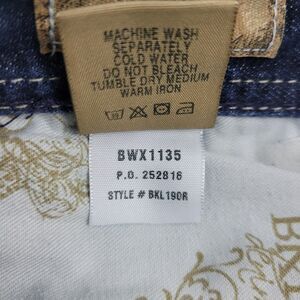 MACHINE WASH
SEPARATELY
COLD WATER
DO NOT BLEACH
TUMBLE DRY MEDIUM
WARM IRON
BWX1135
P.O. 252816
STYLE # BKL190R